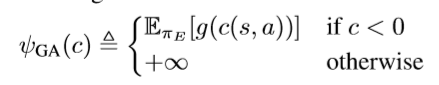 ψ_GA(c) ≜ { 𝔼_{π_E}[g(c(s, a))] if c < 0
+∞ otherwise